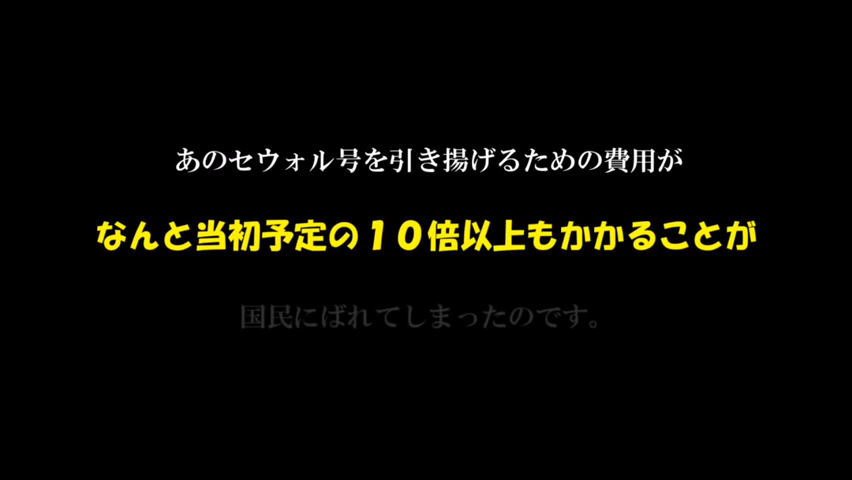 あのセウォル号を引き揚げるための費用が
なんと当初予定の１０倍以上もかかることが
国民にばれてしまったのです。